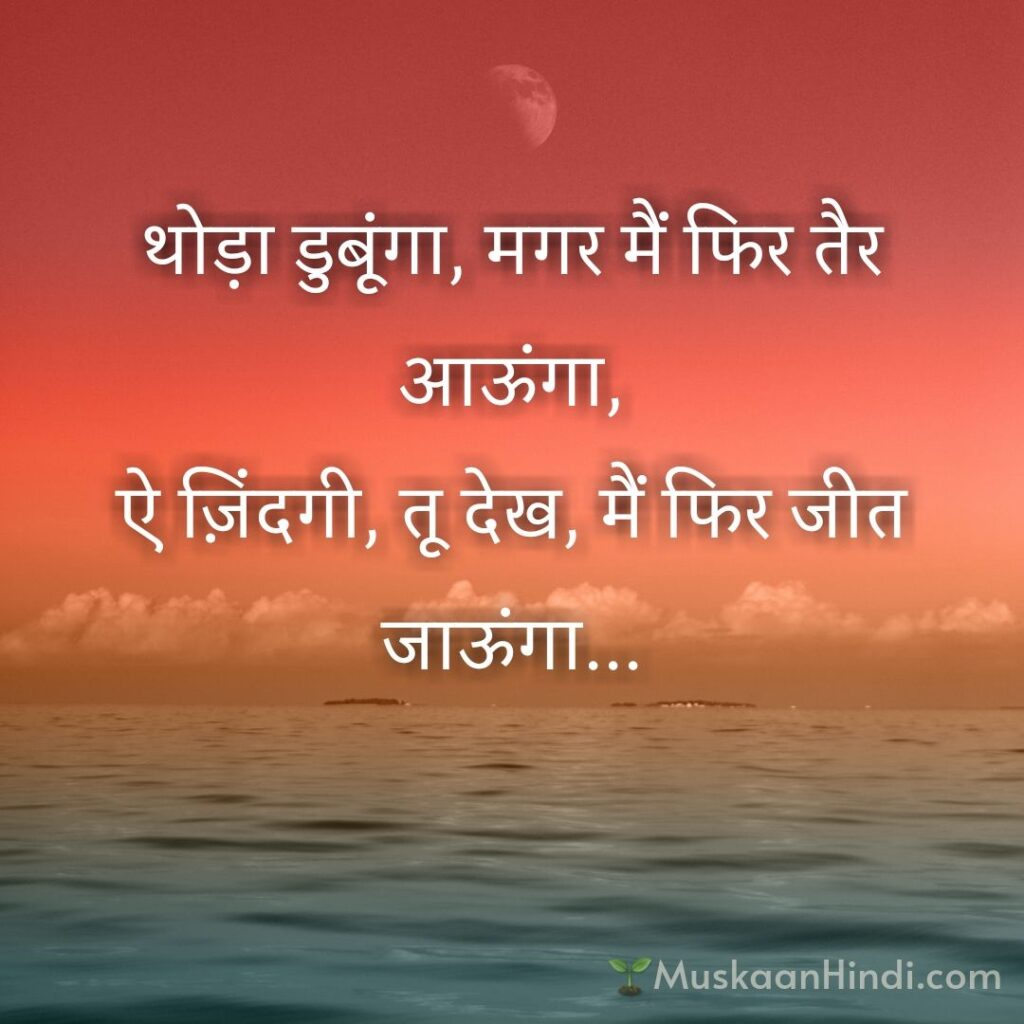 थोड़ा डुबूंगा, मगर मैं फिर तैर
आऊंगा,
ऐ ज़िंदगी, तू देख, मैं फिर जीत
जाऊंगा...
MuskaanHindi.com